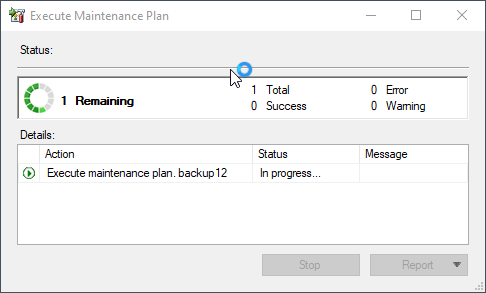 Execute Maintenance Plan
Status:
1 Remaining
1 Total
0 Error
0 Success
0 Warning
Details:
Action Status Message
Execute maintenance plan. backup12 In progress...
Stop Report